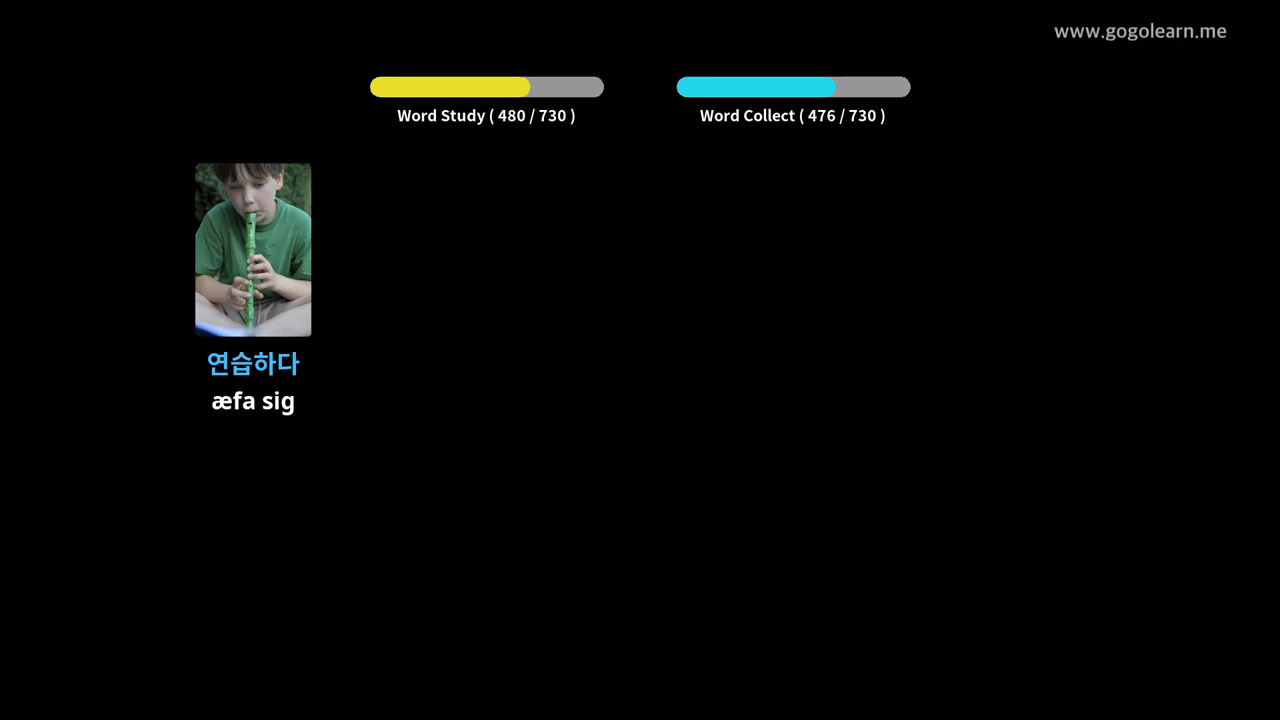 www.gogolearn.me
Word Study ( 480 / 730 )
Word Collect ( 476 / 730 )
연습하다
æfa sig